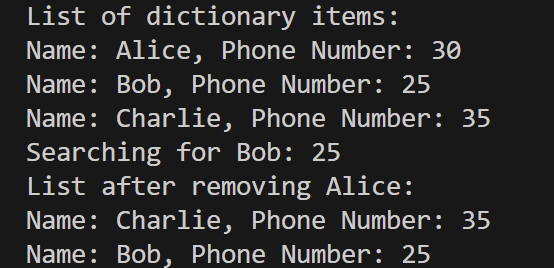 List of dictionary items:
Name: Alice, Phone Number: 30
Name: Bob, Phone Number: 25
Name: Charlie, Phone Number: 35
Searching for Bob: 25
List after removing Alice:
Name: Charlie, Phone Number: 35
Name: Bob, Phone Number: 25